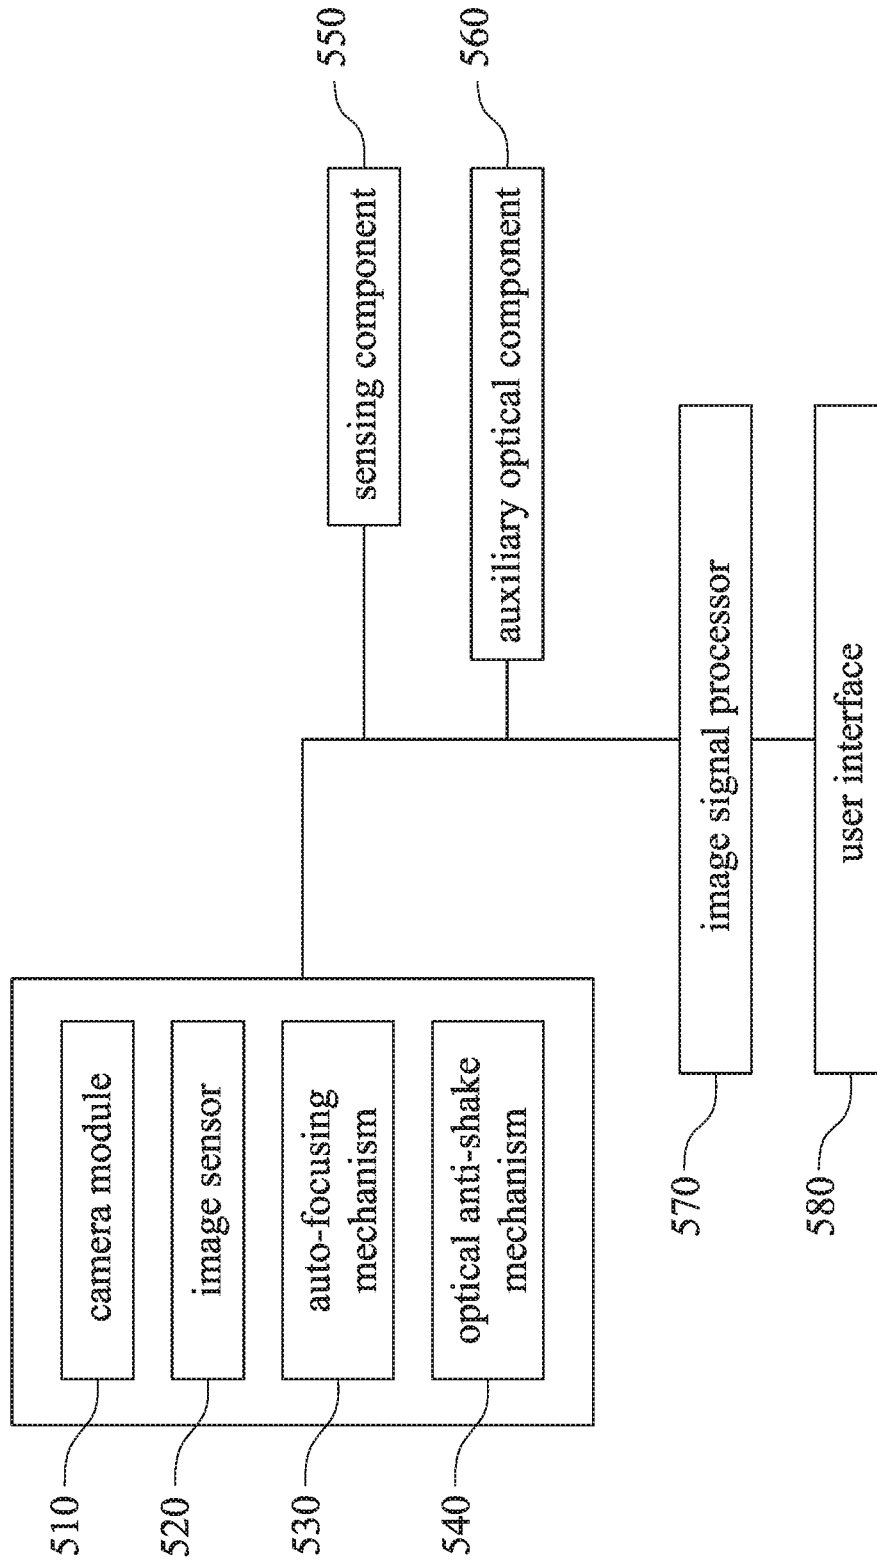 510
camera module
520
image sensor
530
auto-focusing
mechanism
540
optical anti-shake
mechanism
sensing component
550
auxiliary optical component
560
570
image signal processor
580
user interface